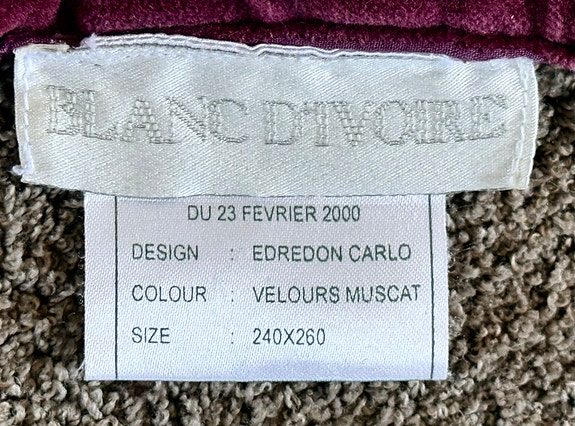 BLANC D'IVOIRE
DU 23 FEVRIER 2000
DESIGN : EDREDON CARLO
COLOUR : VELOURS MUSCAT
SIZE : 240X260